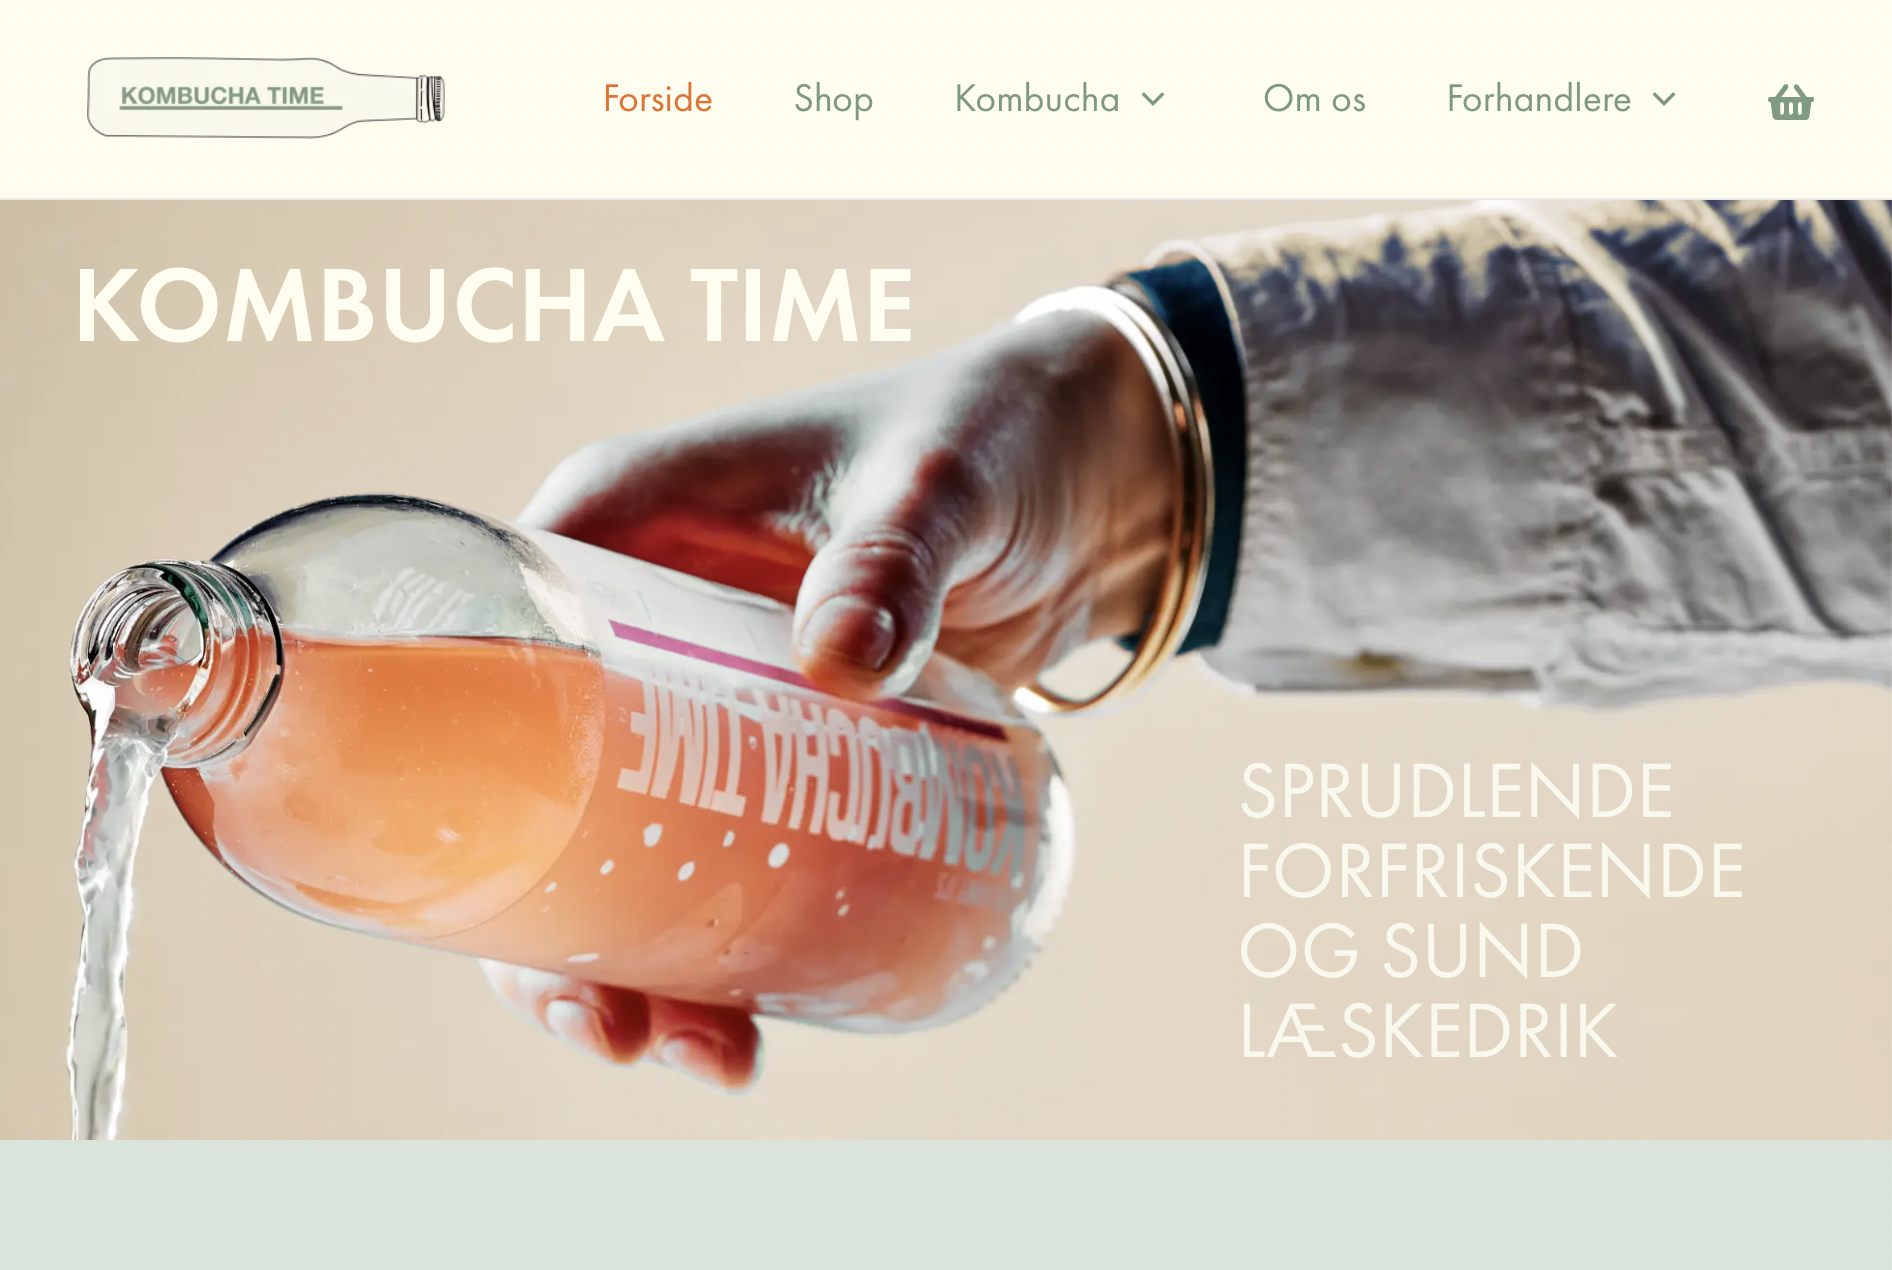 KOMBUCHA TIME
Forside
Shop
Kombucha
Om os
Forhandlere
KOMBUCHA TIME
KOMBUCHA TIME
SPRUDLENDE
FORFRISKENDE
OG SUND
LÆSKEDRIK